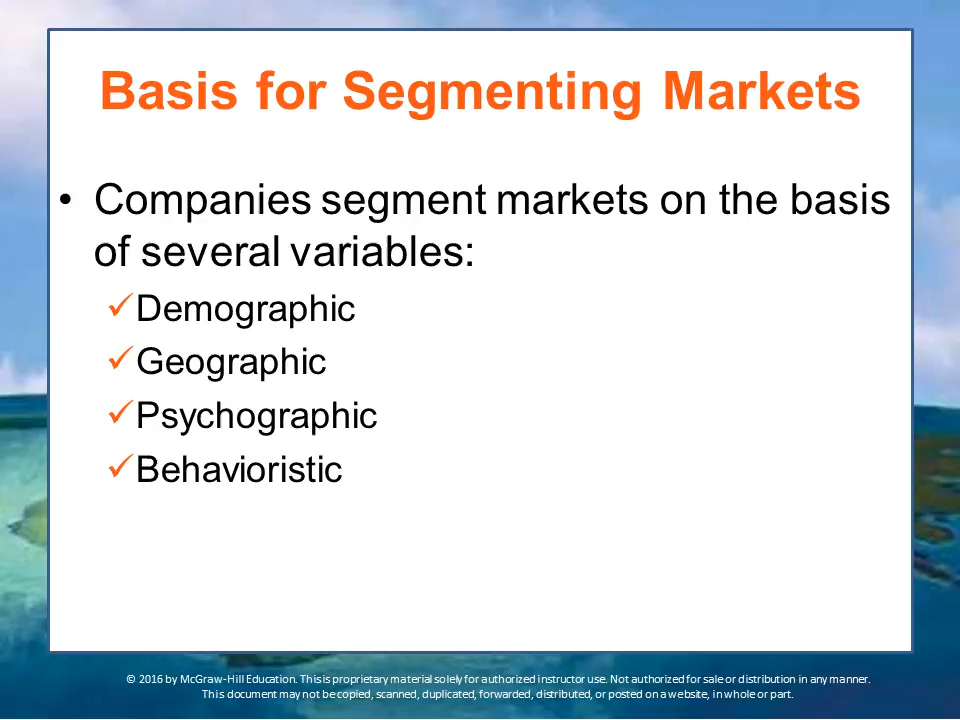 Basis for Segmenting Markets
• Companies segment markets on the basis
of several variables:
✓Demographic
✓Geographic
✓Psychographic
✓Behavioristic
© 2016 by McGraw-Hill Education. This is proprietary material solely for authorized instructor use. Not authorized for sale or distribution in any manner.
This document may not be copied, scanned, duplicated, forwarded, distributed, or posted on a website, in whole or part.